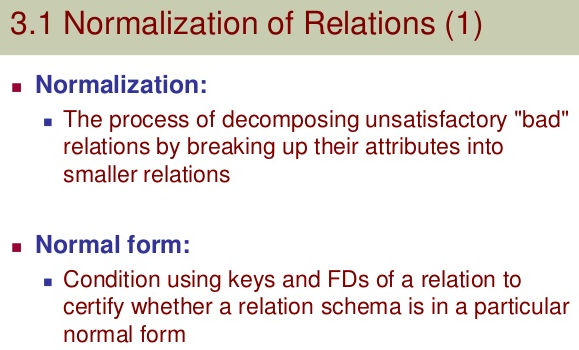 3.1 Normalization of Relations (1)
Normalization:
The process of decomposing unsatisfactory "bad"
relations by breaking up their attributes into
smaller relations
Normal form:
Condition using keys and FDs of a relation to
certify whether a relation schema is in a particular
normal form